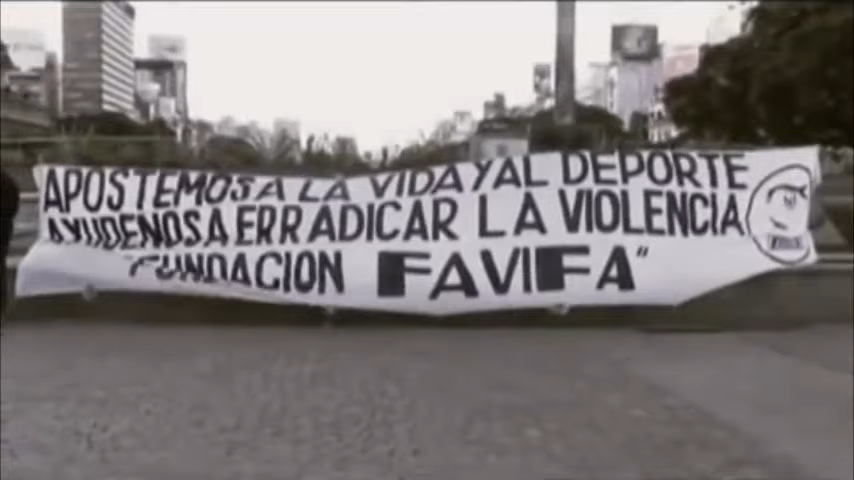 APOSTEMOS A LA VIDA Y AL DEPORTE
AYUDENOS A ERRADICAR LA VIOLENCIA
"FUNDACION FAVIFA"